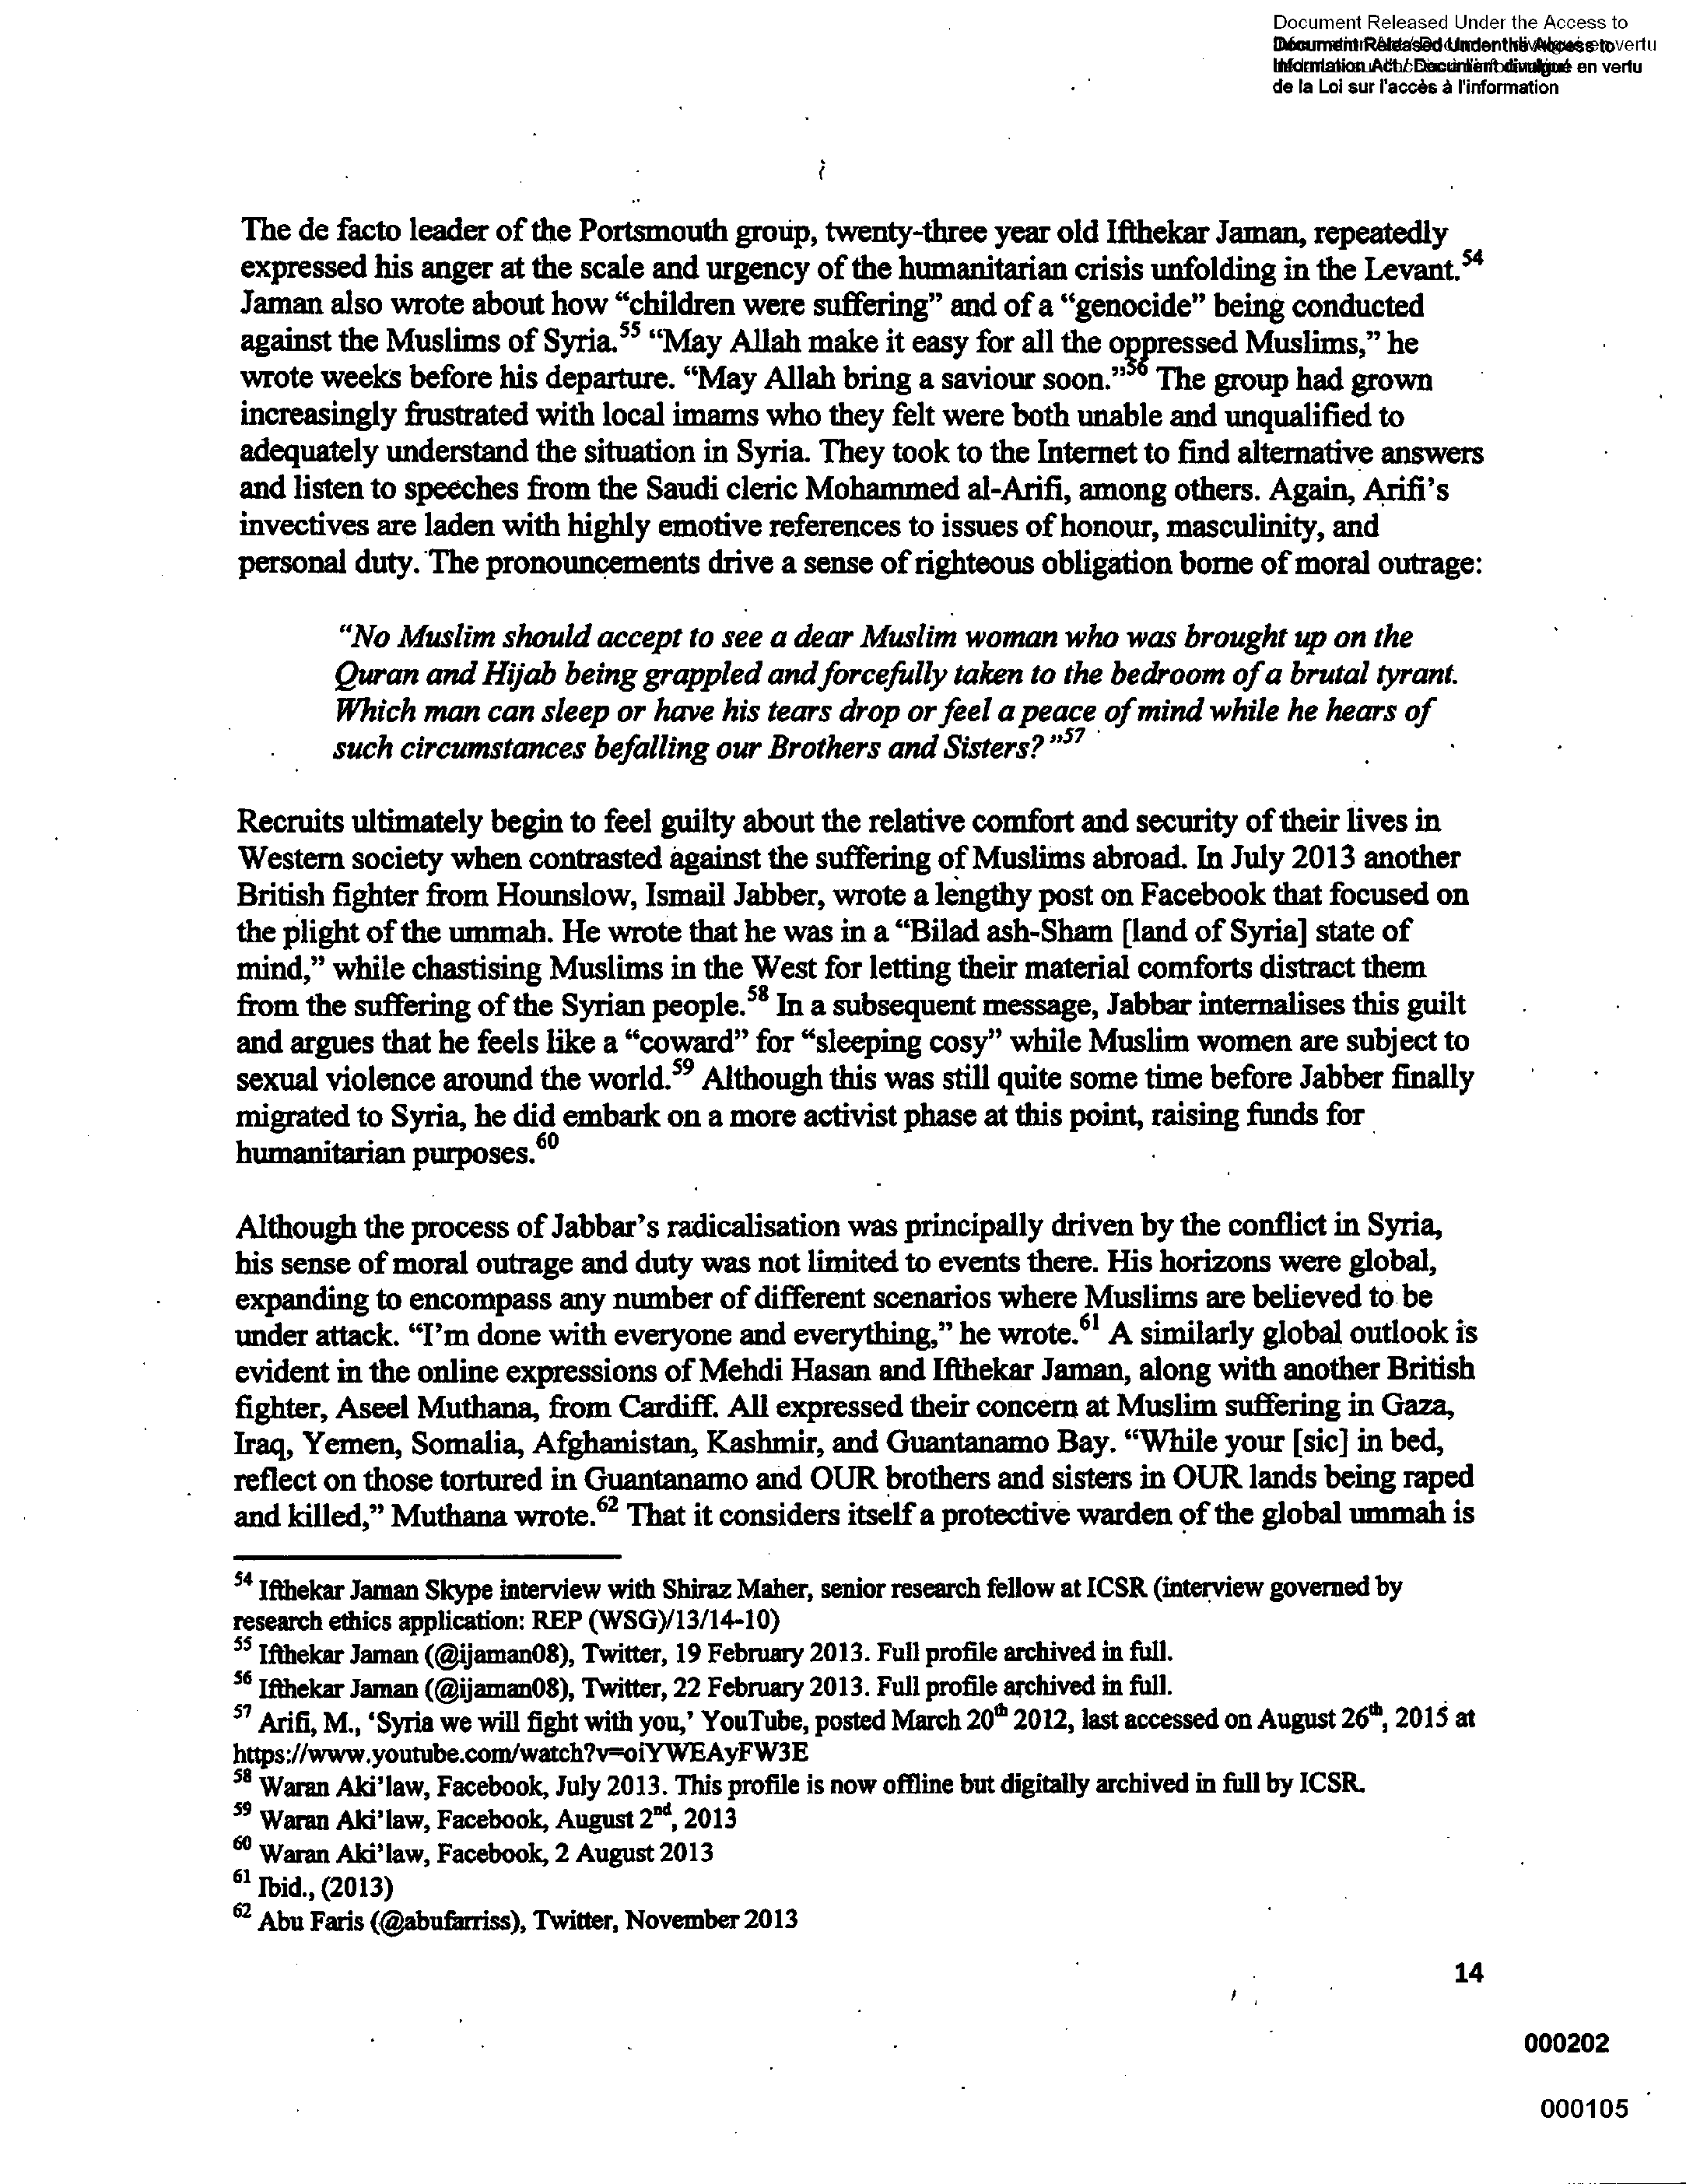 Document Released Under the Access to
Document Released Under the Access to vertu
Information Act / Document divulgué en vertu
de la Loi sur l'accès à l'information
The de facto leader of the Portsmouth group, twenty-three year old Ifthekar Jaman, repeatedly
expressed his anger at the scale and urgency of the humanitarian crisis unfolding in the Levant.54
Jaman also wrote about how “children were suffering” and of a “genocide” being conducted
against the Muslims of Syria.55 “May Allah make it easy for all the oppressed Muslims,” he
wrote weeks before his departure. “May Allah bring a saviour soon.”56 The group had grown
increasingly frustrated with local imams who they felt were both unable and unqualified to
adequately understand the situation in Syria. They took to the Internet to find alternative answers
and listen to speeches from the Saudi cleric Mohammed al-Arifi, among others. Again, Arifi’s
invectives are laden with highly emotive references to issues of honour, masculinity, and
personal duty. The pronouncements drive a sense of righteous obligation borne of moral outrage:
“No Muslim should accept to see a dear Muslim woman who was brought up on the
Quran and Hijab being grappled and forcefully taken to the bedroom of a brutal tyrant.
Which man can sleep or have his tears drop or feel a peace of mind while he hears of
such circumstances befalling our Brothers and Sisters?”57
Recruits ultimately begin to feel guilty about the relative comfort and security of their lives in
Western society when contrasted against the suffering of Muslims abroad. In July 2013 another
British fighter from Hounslow, Ismail Jabber, wrote a lengthy post on Facebook that focused on
the plight of the ummah. He wrote that he was in a “Bilad ash-Sham [land of Syria] state of
mind,” while chastising Muslims in the West for letting their material comforts distract them
from the suffering of the Syrian people.58 In a subsequent message, Jabbar internalises this guilt
and argues that he feels like a “coward” for “sleeping cosy” while Muslim women are subject to
sexual violence around the world.59 Although this was still quite some time before Jabber finally
migrated to Syria, he did embark on a more activist phase at this point, raising funds for
humanitarian purposes.60
Although the process of Jabbar’s radicalisation was principally driven by the conflict in Syria,
his sense of moral outrage and duty was not limited to events there. His horizons were global,
expanding to encompass any number of different scenarios where Muslims are believed to be
under attack. “I’m done with everyone and everything,” he wrote.61 A similarly global outlook is
evident in the online expressions of Mehdi Hasan and Ifthekar Jaman, along with another British
fighter, Aseel Muthana, from Cardiff. All expressed their concern at Muslim suffering in Gaza,
Iraq, Yemen, Somalia, Afghanistan, Kashmir, and Guantanamo Bay. “While your [sic] in bed,
reflect on those tortured in Guantanamo and OUR brothers and sisters in OUR lands being raped
and killed,” Muthana wrote.62 That it considers itself a protective warden of the global ummah is
54 Ifthekar Jaman Skype interview with Shiraz Maher, senior research fellow at ICSR (interview governed by
research ethics application: REP (WSG)/13/14-10)
55 Ifthekar Jaman (@ijaman08), Twitter, 19 February 2013. Full profile archived in full.
56 Ifthekar Jaman (@ijaman08), Twitter, 22 February 2013. Full profile archived in full.
57 Arifi, M., ‘Syria we will fight with you,’ YouTube, posted March 20th 2012, last accessed on August 26th, 2015 at
https://www.youtube.com/watch?v=oiYWEAyFW3E
58 Waran Aki’law, Facebook, July 2013. This profile is now offline but digitally archived in full by ICSR.
59 Waran Aki’law, Facebook, August 2nd, 2013
60 Waran Aki’law, Facebook, 2 August 2013
61 Ibid., (2013)
62 Abu Faris (@abufarriss), Twitter, November 2013
14
000202
000105